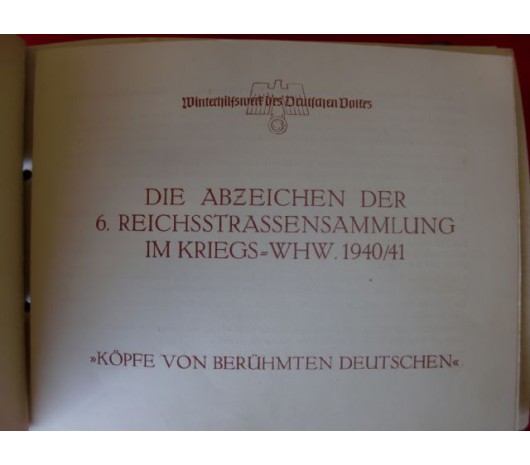 Winterhilfswerk des Deutschen Volkes
DIE ABZEICHEN DER
6. REICHSSTRASSENSAMMLUNG
IM KRIEGS=WHW. 1940/41
»KÖPFE VON BERÜHMTEN DEUTSCHEN«